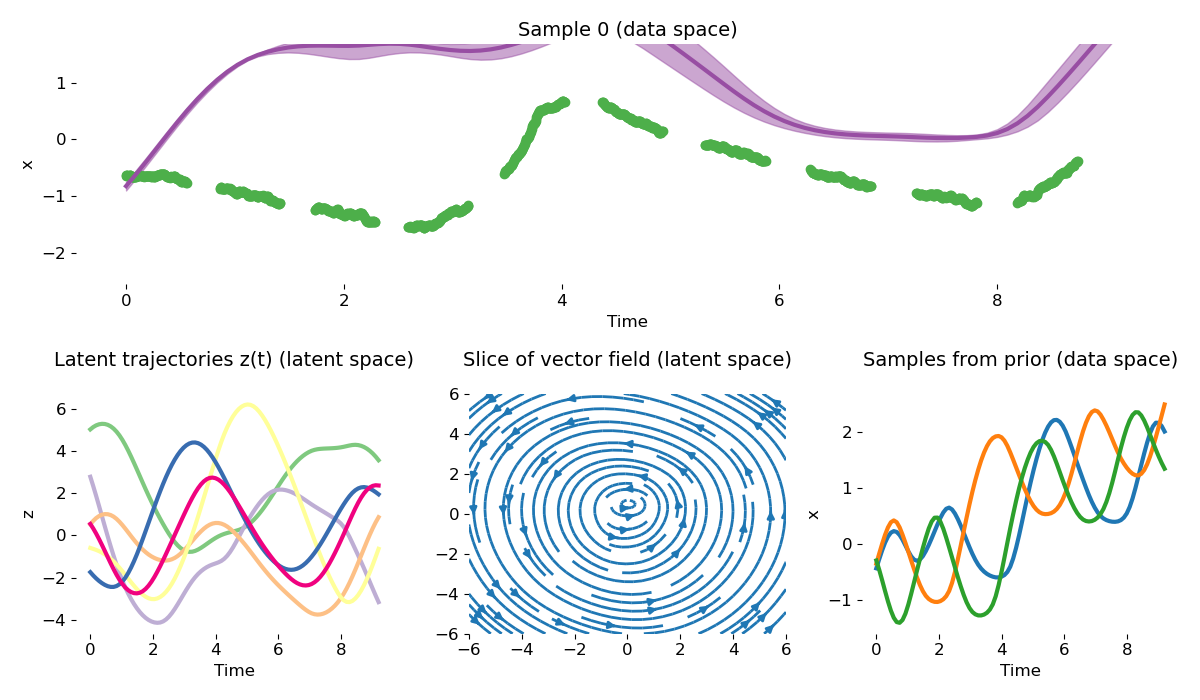 Sample 0 (data space)
1
0
−1
−2
x
0 2 4 6 8
Time
Latent trajectories z(t) (latent space)
6
4
2
0
−2
−4
z
0 2 4 6 8
Time
Slice of vector field (latent space)
6
4
2
0
−2
−4
−6
−6 −4 −2 0 2 4 6
Samples from prior (data space)
2
1
0
−1
x
0 2 4 6 8
Time